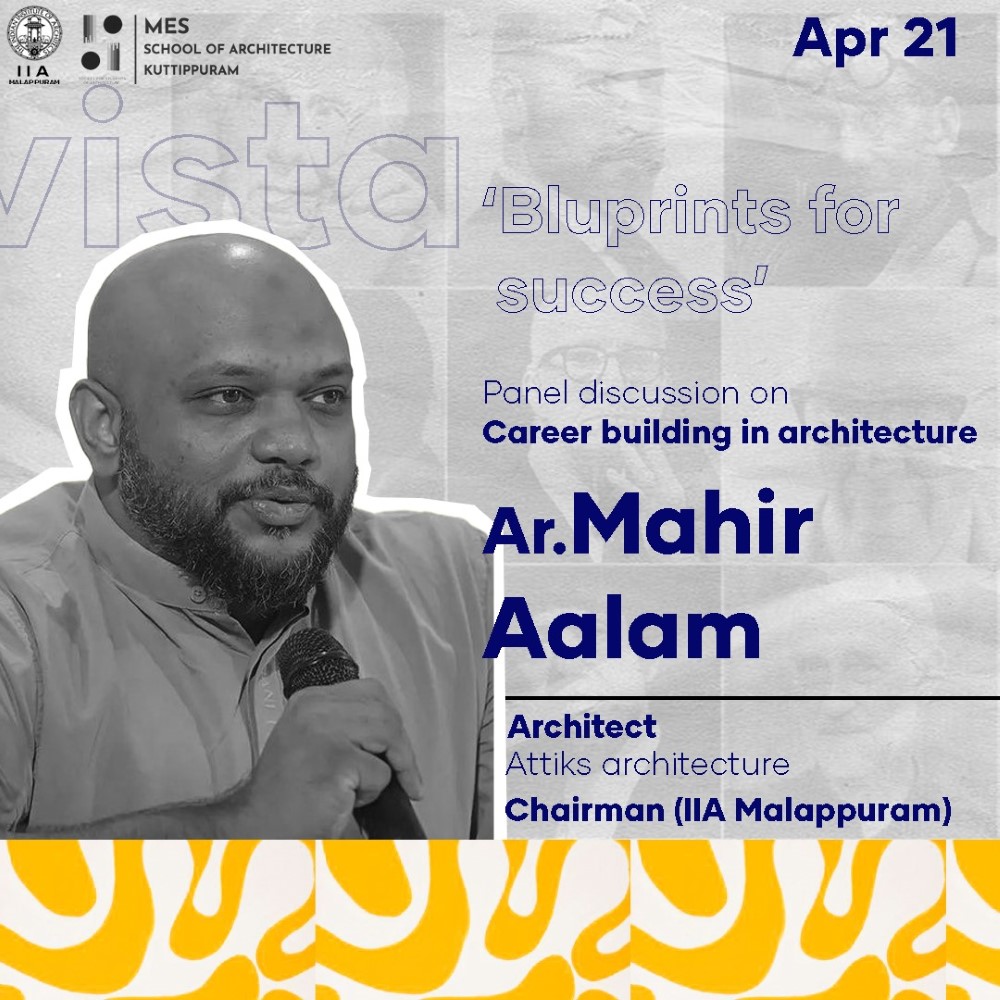 IIA
MALAPPURAM
MES
SCHOOL OF ARCHITECTURE
KUTTIPPURAM
Apr 21
vista
‘Bluprints for
success’
Panel discussion on
Career building in architecture
Ar.Mahir
Aalam
Architect
Attiks architecture
Chairman (IIA Malappuram)